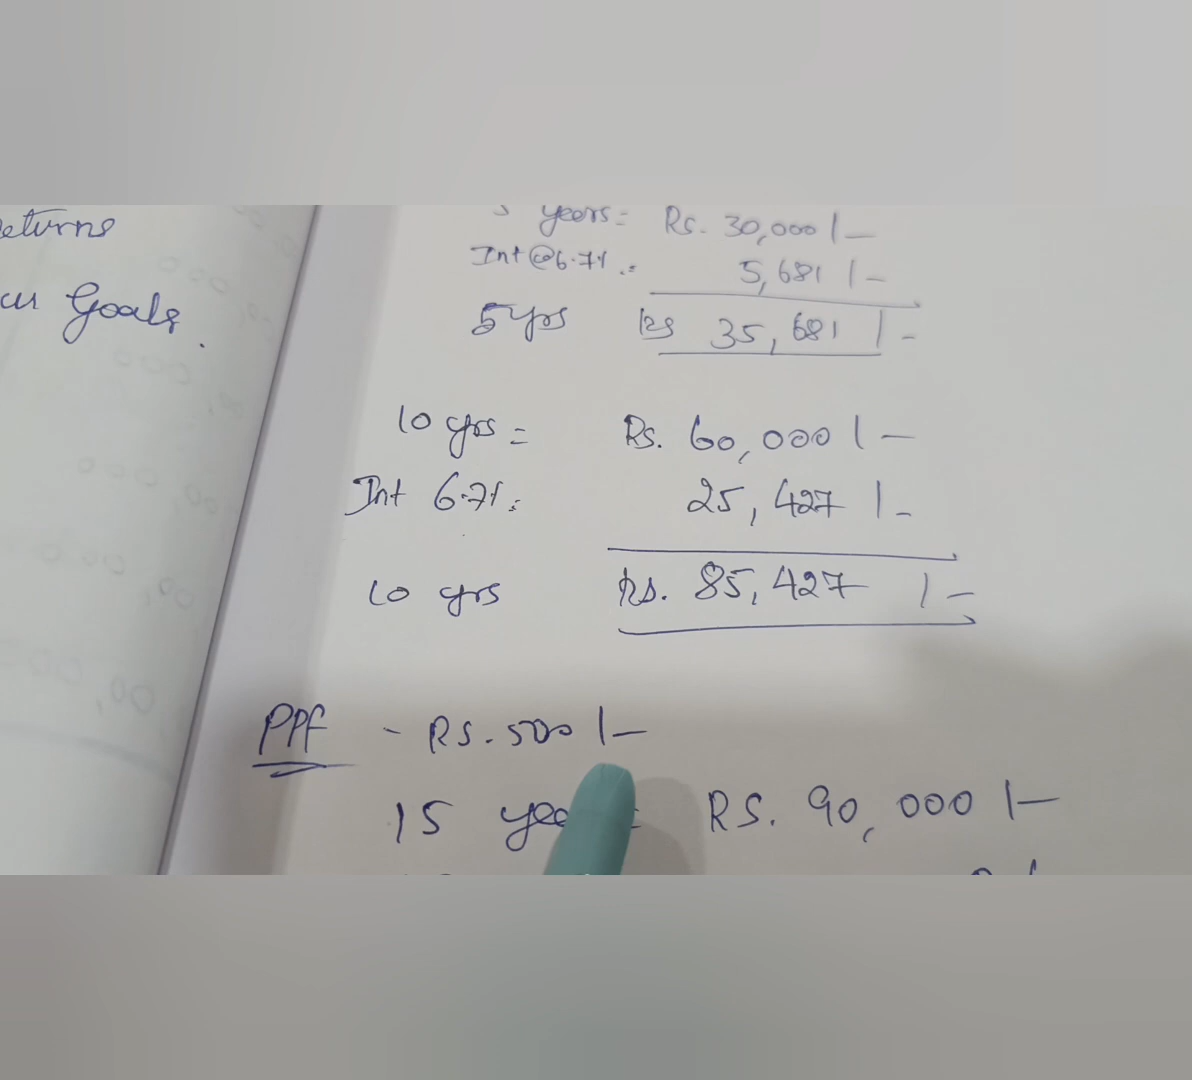 eturns
Goals.
years = Rs. 30,000/-
Int @ 6.7% = 5,681/-
5 yrs Rs 35,681/-
10 yrs = Rs. 60,000/-
Int 6.7% = 25,427/-
10 yrs Rs. 85,427/-
PPF - RS. 500/-
15 yea = RS. 90,000/-